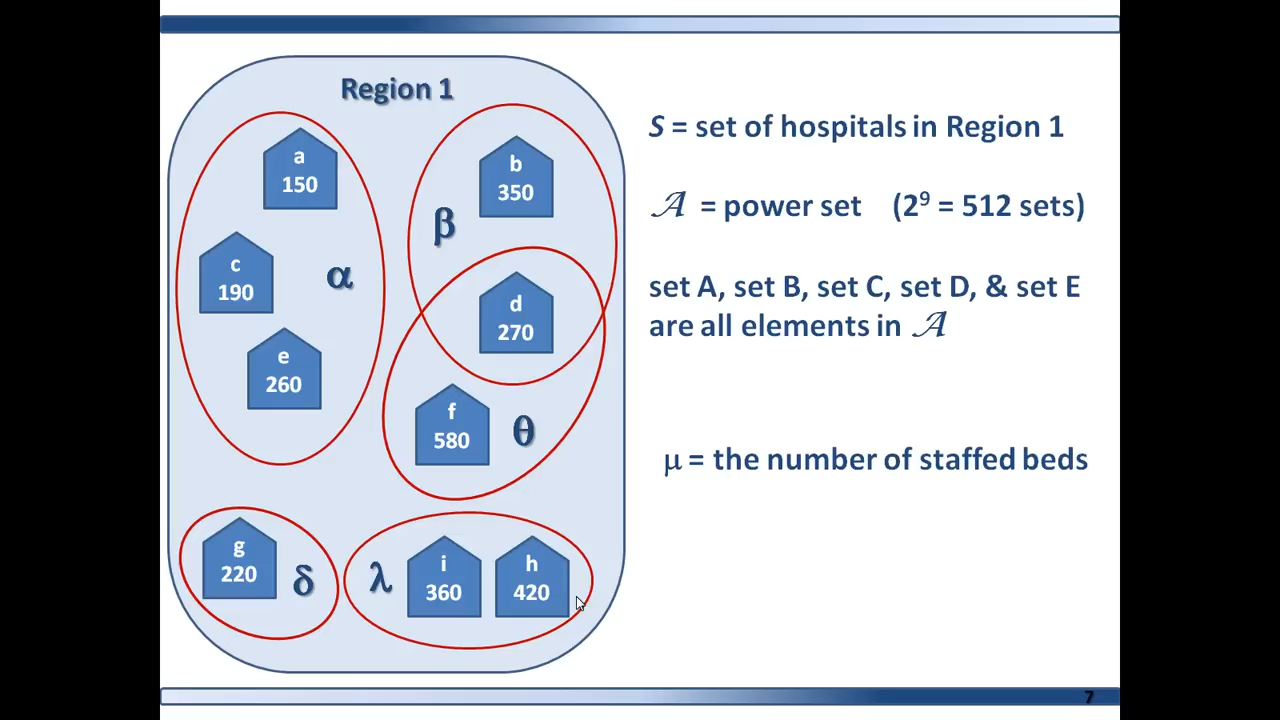 Region 1
a
150
b
350
β
c
190
α
d
270
e
260
f
580
θ
g
220
δ
λ
i
360
h
420
S = set of hospitals in Region 1
𝒜 = power set (2⁹ = 512 sets)
set A, set B, set C, set D, & set E
are all elements in 𝒜
μ = the number of staffed beds
7